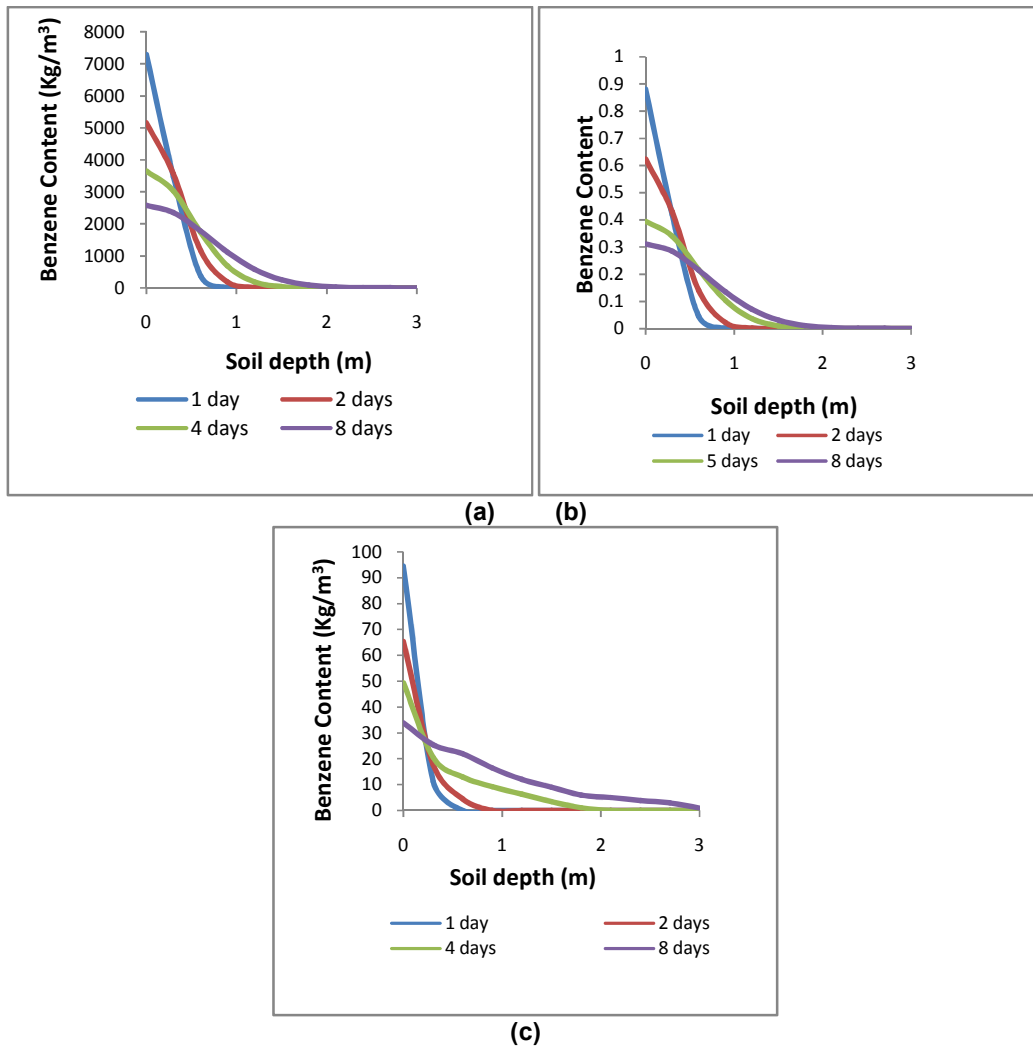 Benzene Content (Kg/m³)
8000
7000
6000
5000
4000
3000
2000
1000
0
0 1 2 3
Soil depth (m)
1 day 2 days
4 days 8 days
Benzene Content
1
0.9
0.8
0.7
0.6
0.5
0.4
0.3
0.2
0.1
0
0 1 2 3
Soil depth (m)
1 day 2 days
5 days 8 days
(a) (b)
Benzene Content (Kg/m³)
100
90
80
70
60
50
40
30
20
10
0
0 1 2 3
Soil depth (m)
1 day 2 days
4 days 8 days
(c)